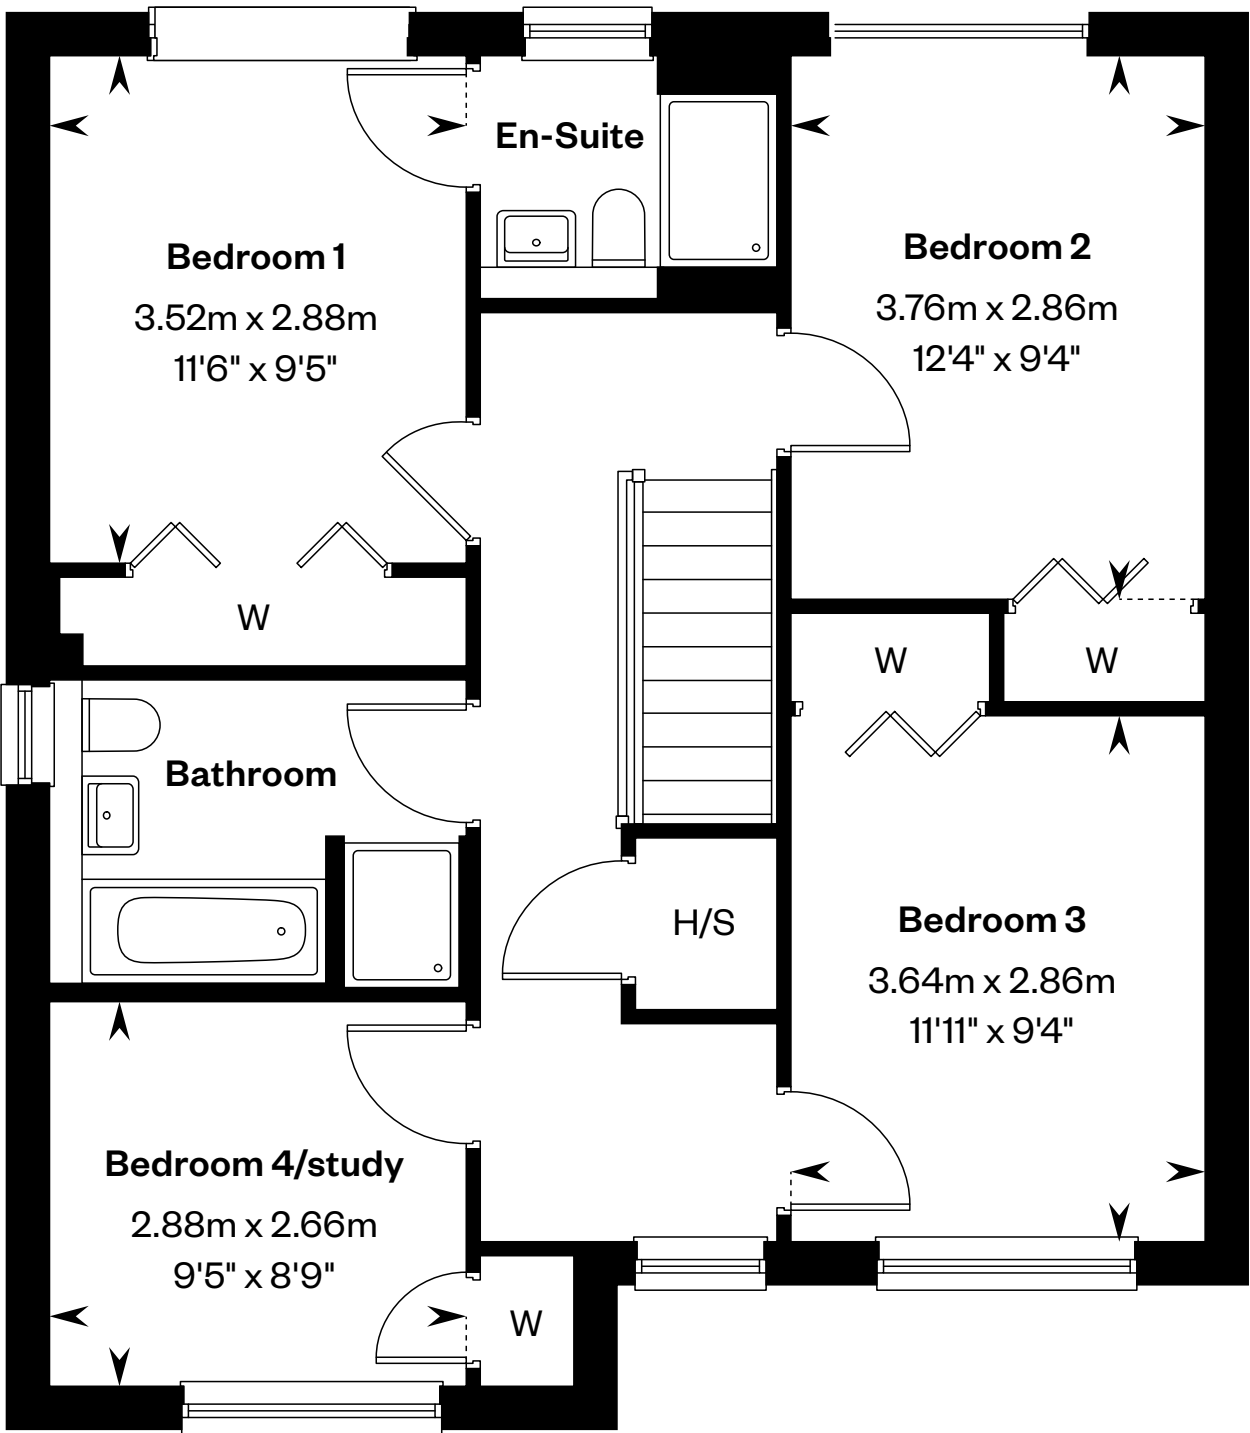 En-Suite
Bedroom 1
3.52m x 2.88m
11'6" x 9'5"
Bedroom 2
3.76m x 2.86m
12'4" x 9'4"
W
W
W
Bathroom
H/S
Bedroom 3
3.64m x 2.86m
11'11" x 9'4"
Bedroom 4/study
2.88m x 2.66m
9'5" x 8'9"
W